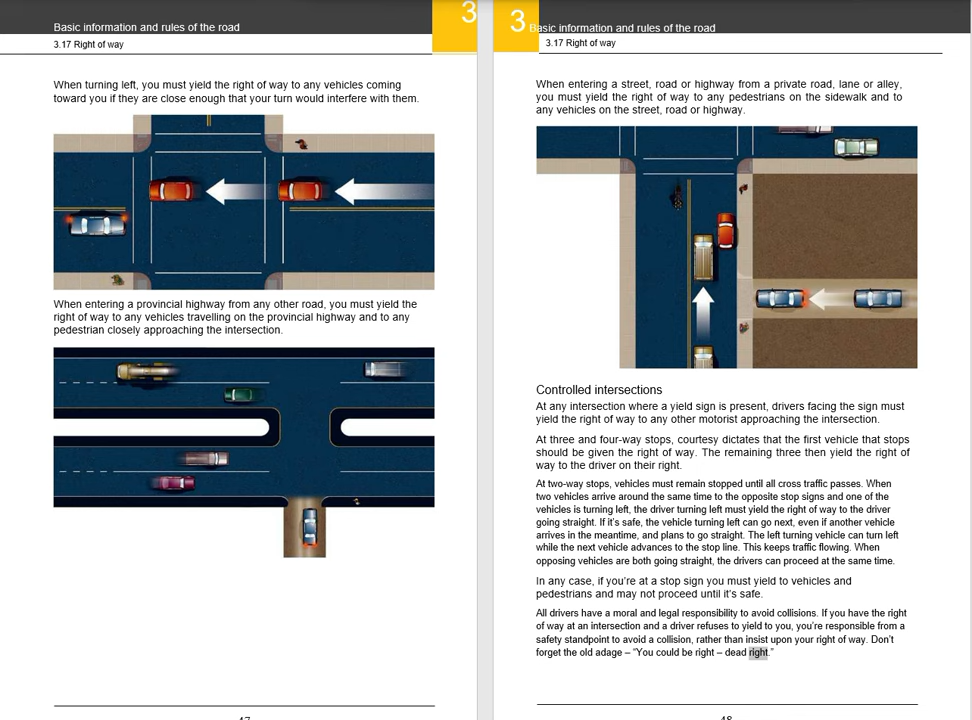 Basic information and rules of the road
3
3.17 Right of way
When turning left, you must yield the right of way to any vehicles coming
toward you if they are close enough that your turn would interfere with them.
When entering a provincial highway from any other road, you must yield the
right of way to any vehicles travelling on the provincial highway and to any
pedestrian closely approaching the intersection.
47
3
Basic information and rules of the road
3.17 Right of way
When entering a street, road or highway from a private road, lane or alley,
you must yield the right of way to any pedestrians on the sidewalk and to
any vehicles on the street, road or highway.
Controlled intersections
At any intersection where a yield sign is present, drivers facing the sign must
yield the right of way to any other motorist approaching the intersection.
At three and four-way stops, courtesy dictates that the first vehicle that stops
should be given the right of way. The remaining three then yield the right of
way to the driver on their right.
At two-way stops, vehicles must remain stopped until all cross traffic passes. When
two vehicles arrive around the same time to the opposite stop signs and one of the
vehicles is turning left, the driver turning left must yield the right of way to the driver
going straight. If it's safe, the vehicle turning left can go next, even if another vehicle
arrives in the meantime, and plans to go straight. The left turning vehicle can turn left
while the next vehicle advances to the stop line. This keeps traffic flowing. When
opposing vehicles are both going straight, the drivers can proceed at the same time.
In any case, if you're at a stop sign you must yield to vehicles and
pedestrians and may not proceed until it's safe.
All drivers have a moral and legal responsibility to avoid collisions. If you have the right
of way at an intersection and a driver refuses to yield to you, you're responsible from a
safety standpoint to avoid a collision, rather than insist upon your right of way. Don't
forget the old adage – “You could be right – dead right.”
48